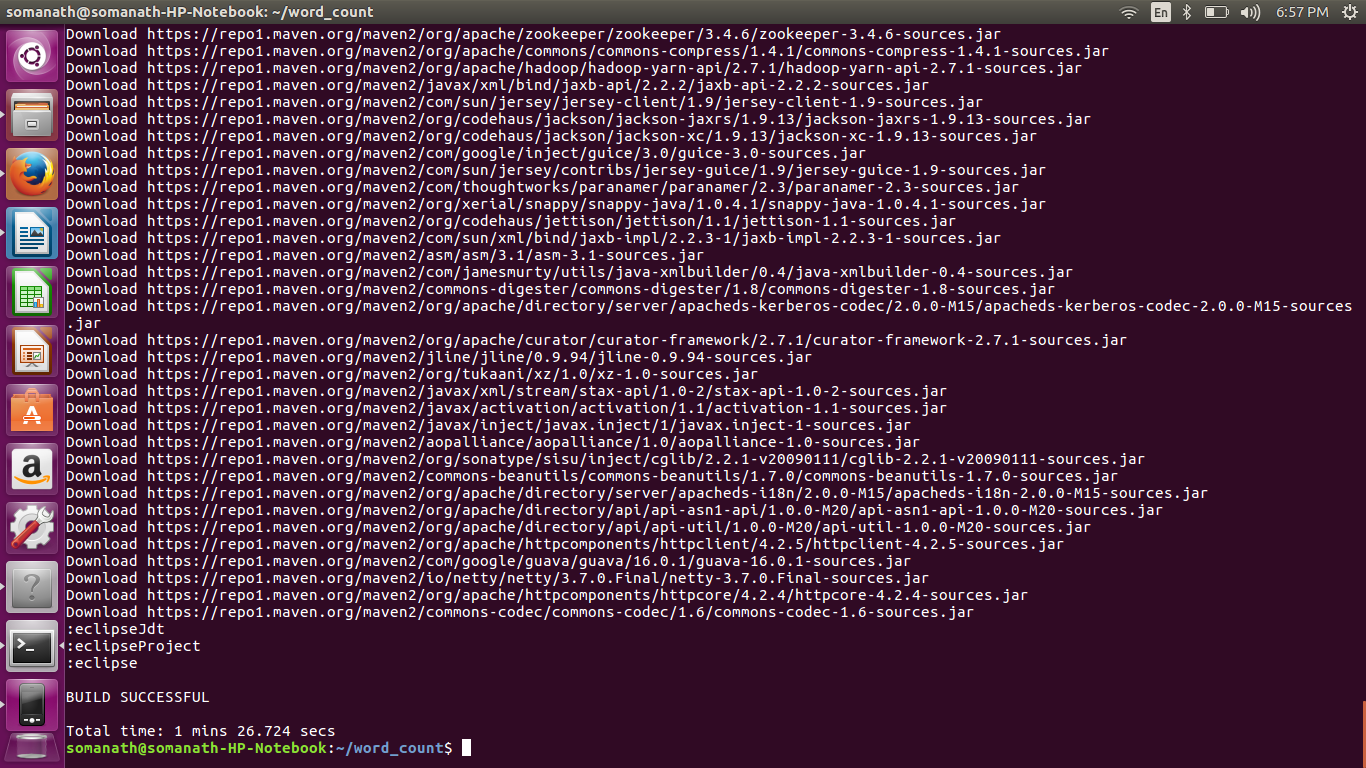 somanath@somanath-HP-Notebook: ~/word_count
En
6:57 PM
Download https://repo1.maven.org/maven2/org/apache/zookeeper/zookeeper/3.4.6/zookeeper-3.4.6-sources.jar
Download https://repo1.maven.org/maven2/org/apache/commons/commons-compress/1.4.1/commons-compress-1.4.1-sources.jar
Download https://repo1.maven.org/maven2/org/apache/hadoop/hadoop-yarn-api/2.7.1/hadoop-yarn-api-2.7.1-sources.jar
Download https://repo1.maven.org/maven2/javax/xml/bind/jaxb-api/2.2.2/jaxb-api-2.2.2-sources.jar
Download https://repo1.maven.org/maven2/com/sun/jersey/jersey-client/1.9/jersey-client-1.9-sources.jar
Download https://repo1.maven.org/maven2/org/codehaus/jackson/jackson-jaxrs/1.9.13/jackson-jaxrs-1.9.13-sources.jar
Download https://repo1.maven.org/maven2/org/codehaus/jackson/jackson-xc/1.9.13/jackson-xc-1.9.13-sources.jar
Download https://repo1.maven.org/maven2/com/google/inject/guice/3.0/guice-3.0-sources.jar
Download https://repo1.maven.org/maven2/com/sun/jersey/contribs/jersey-guice/1.9/jersey-guice-1.9-sources.jar
Download https://repo1.maven.org/maven2/com/thoughtworks/paranamer/paranamer/2.3/paranamer-2.3-sources.jar
Download https://repo1.maven.org/maven2/org/xerial/snappy/snappy-java/1.0.4.1/snappy-java-1.0.4.1-sources.jar
Download https://repo1.maven.org/maven2/org/codehaus/jettison/jettison/1.1/jettison-1.1-sources.jar
Download https://repo1.maven.org/maven2/com/sun/xml/bind/jaxb-impl/2.2.3-1/jaxb-impl-2.2.3-1-sources.jar
Download https://repo1.maven.org/maven2/asm/asm/3.1/asm-3.1-sources.jar
Download https://repo1.maven.org/maven2/com/jamesmurty/utils/java-xmlbuilder/0.4/java-xmlbuilder-0.4-sources.jar
Download https://repo1.maven.org/maven2/commons-digester/commons-digester/1.8/commons-digester-1.8-sources.jar
Download https://repo1.maven.org/maven2/org/apache/directory/server/apacheds-kerberos-codec/2.0.0-M15/apacheds-kerberos-codec-2.0.0-M15-sources
.jar
Download https://repo1.maven.org/maven2/org/apache/curator/curator-framework/2.7.1/curator-framework-2.7.1-sources.jar
Download https://repo1.maven.org/maven2/jline/jline/0.9.94/jline-0.9.94-sources.jar
Download https://repo1.maven.org/maven2/org/tukaani/xz/1.0/xz-1.0-sources.jar
Download https://repo1.maven.org/maven2/javax/xml/stream/stax-api/1.0-2/stax-api-1.0-2-sources.jar
Download https://repo1.maven.org/maven2/javax/activation/activation/1.1/activation-1.1-sources.jar
Download https://repo1.maven.org/maven2/javax/inject/javax.inject/1/javax.inject-1-sources.jar
Download https://repo1.maven.org/maven2/aopalliance/aopalliance/1.0/aopalliance-1.0-sources.jar
Download https://repo1.maven.org/maven2/org/sonatype/sisu/inject/cglib/2.2.1-v20090111/cglib-2.2.1-v20090111-sources.jar
Download https://repo1.maven.org/maven2/commons-beanutils/commons-beanutils/1.7.0/commons-beanutils-1.7.0-sources.jar
Download https://repo1.maven.org/maven2/org/apache/directory/server/apacheds-i18n/2.0.0-M15/apacheds-i18n-2.0.0-M15-sources.jar
Download https://repo1.maven.org/maven2/org/apache/directory/api/api-asn1-api/1.0.0-M20/api-asn1-api-1.0.0-M20-sources.jar
Download https://repo1.maven.org/maven2/org/apache/directory/api/api-util/1.0.0-M20/api-util-1.0.0-M20-sources.jar
Download https://repo1.maven.org/maven2/org/apache/httpcomponents/httpclient/4.2.5/httpclient-4.2.5-sources.jar
Download https://repo1.maven.org/maven2/com/google/guava/guava/16.0.1/guava-16.0.1-sources.jar
Download https://repo1.maven.org/maven2/io/netty/netty/3.7.0.Final/netty-3.7.0.Final-sources.jar
Download https://repo1.maven.org/maven2/org/apache/httpcomponents/httpcore/4.2.4/httpcore-4.2.4-sources.jar
Download https://repo1.maven.org/maven2/commons-codec/commons-codec/1.6/commons-codec-1.6-sources.jar
:eclipseJdt
:eclipseProject
:eclipse
BUILD SUCCESSFUL
Total time: 1 mins 26.724 secs
somanath@somanath-HP-Notebook:~/word_count$